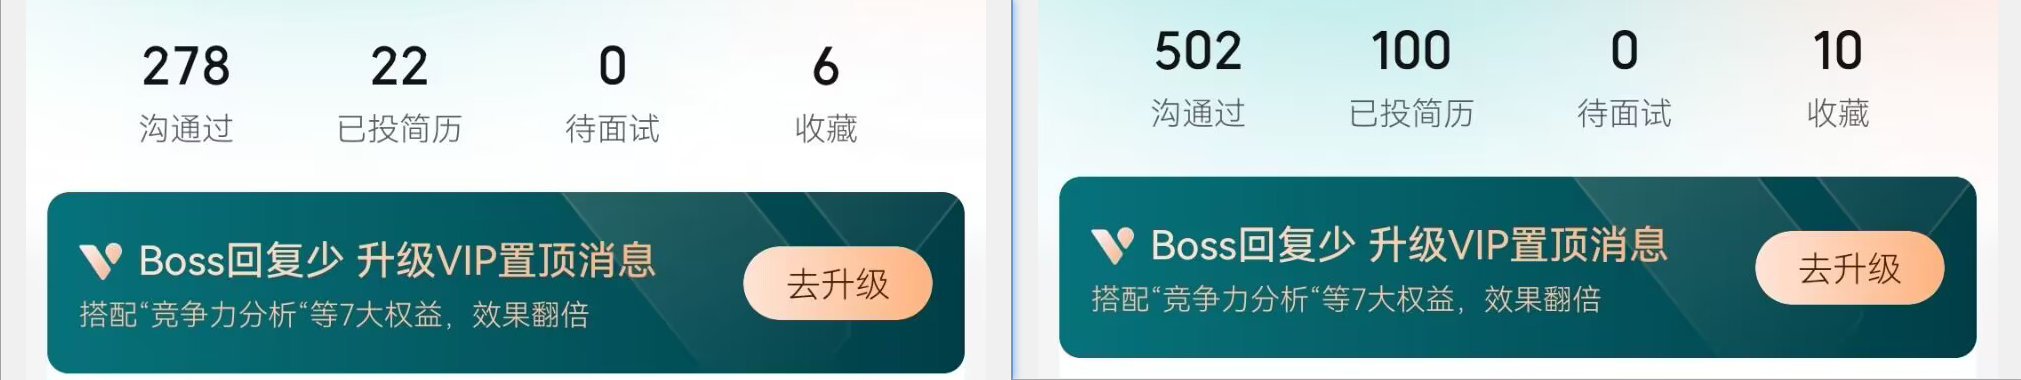 278 22 0 6
沟通过 已投简历 待面试 收藏
Boss回复少 升级VIP置顶消息
搭配“竞争力分析“等7大权益，效果翻倍
去升级
502 100 0 10
沟通过 已投简历 待面试 收藏
Boss回复少 升级VIP置顶消息
搭配“竞争力分析“等7大权益，效果翻倍
去升级